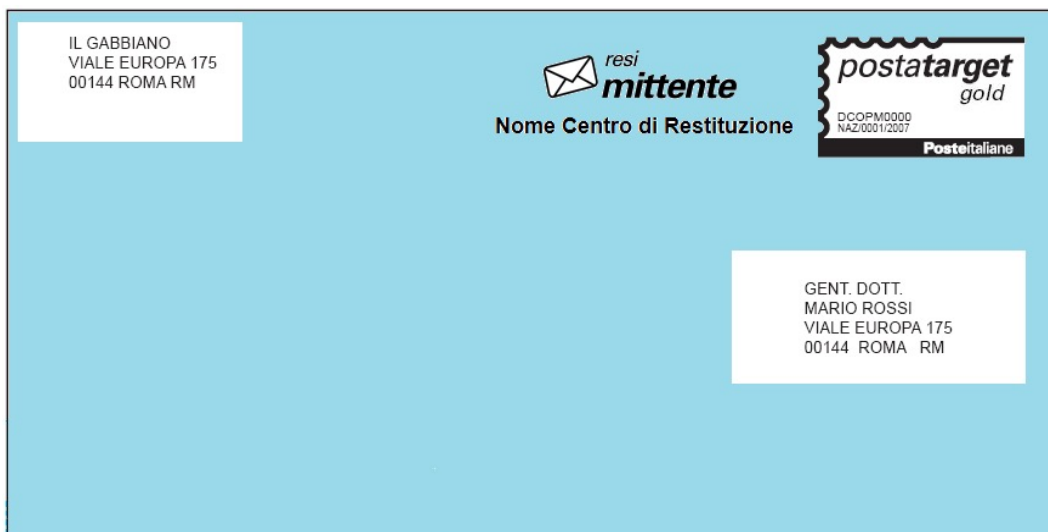 IL GABBIANO
VIALE EUROPA 175
00144 ROMA RM
resi
mittente
Nome Centro di Restituzione
postatarget
gold
DCOPM0000
NAZ/0001/2007
Posteitaliane
GENT. DOTT.
MARIO ROSSI
VIALE EUROPA 175
00144 ROMA RM